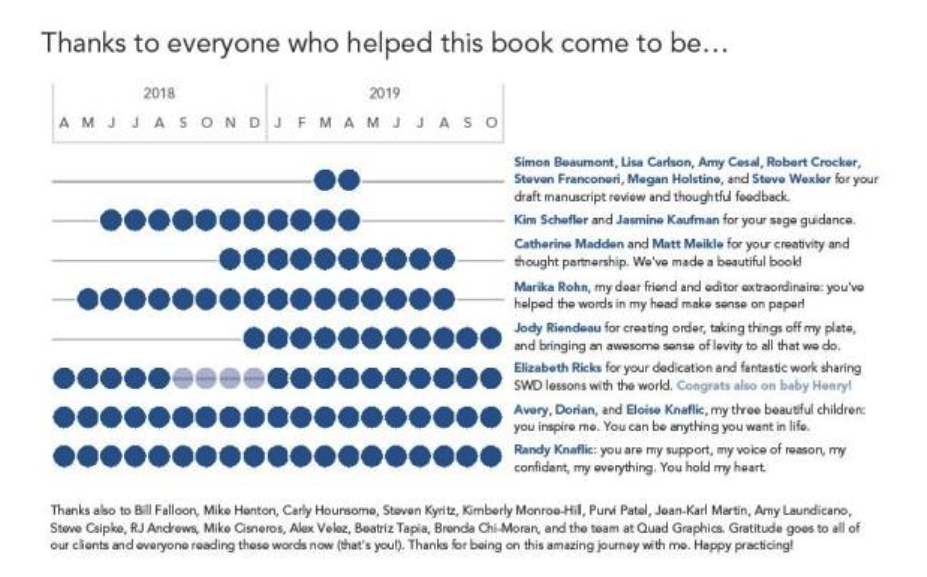 Thanks to everyone who helped this book come to be…
2018 2019
A M J J A S O N D J F M A M J J A S O
Simon Beaumont, Lisa Carlson, Amy Cesal, Robert Crocker,
Steven Franconeri, Megan Holstine, and Steve Wexler for your
draft manuscript review and thoughtful feedback.
Kim Schefler and Jasmine Kaufman for your sage guidance.
Catherine Madden and Matt Meikle for your creativity and
thought partnership. We've made a beautiful book!
Marika Rohn, my dear friend and editor extraordinaire: you've
helped the words in my head make sense on paper!
Jody Riendeau for creating order, taking things off my plate,
and bringing an awesome sense of levity to all that we do.
Elizabeth Ricks for your dedication and fantastic work sharing
SWD lessons with the world. Congrats also on baby Henry!
Avery, Dorian, and Eloise Knaflic, my three beautiful children:
you inspire me. You can be anything you want in life.
Randy Knaflic: you are my support, my voice of reason, my
confidant, my everything. You hold my heart.
Thanks also to Bill Falloon, Mike Henton, Carly Hounsome, Steven Kyritz, Kimberly Monroe-Hill, Purvi Patel, Jean-Karl Martin, Amy Laundicano,
Steve Csipke, RJ Andrews, Mike Cisneros, Alex Velez, Beatriz Tapia, Brenda Chi-Moran, and the team at Quad Graphics. Gratitude goes to all of
our clients and everyone reading these words now (that's you!). Thanks for being on this amazing journey with me. Happy practicing!